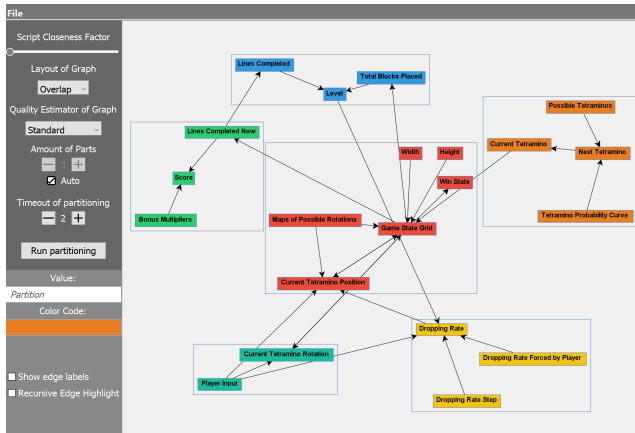 File
Script Closeness Factor
Layout of Graph
Overlap
Quality Estimator of Graph
Standard
Amount of Parts
3
Auto
Timeout of partitioning
2
Run partitioning
Value:
Partition
Color Code:
Show edge labels
Recursive Edge Highlight
Lines Completed
Total Blocks Placed
Level
Possible Tetraminos
Lines Completed Now
Current Tetramino
Next Tetramino
Width
Height
Score
Win State
Bonus Multipliers
Maps of Possible Rotations
Tetramino Probability Curve
Game State Grid
Current Tetramino Position
Dropping Rate
Current Tetramino Rotation
Dropping Rate Forced by Player
Player Input
Dropping Rate Step